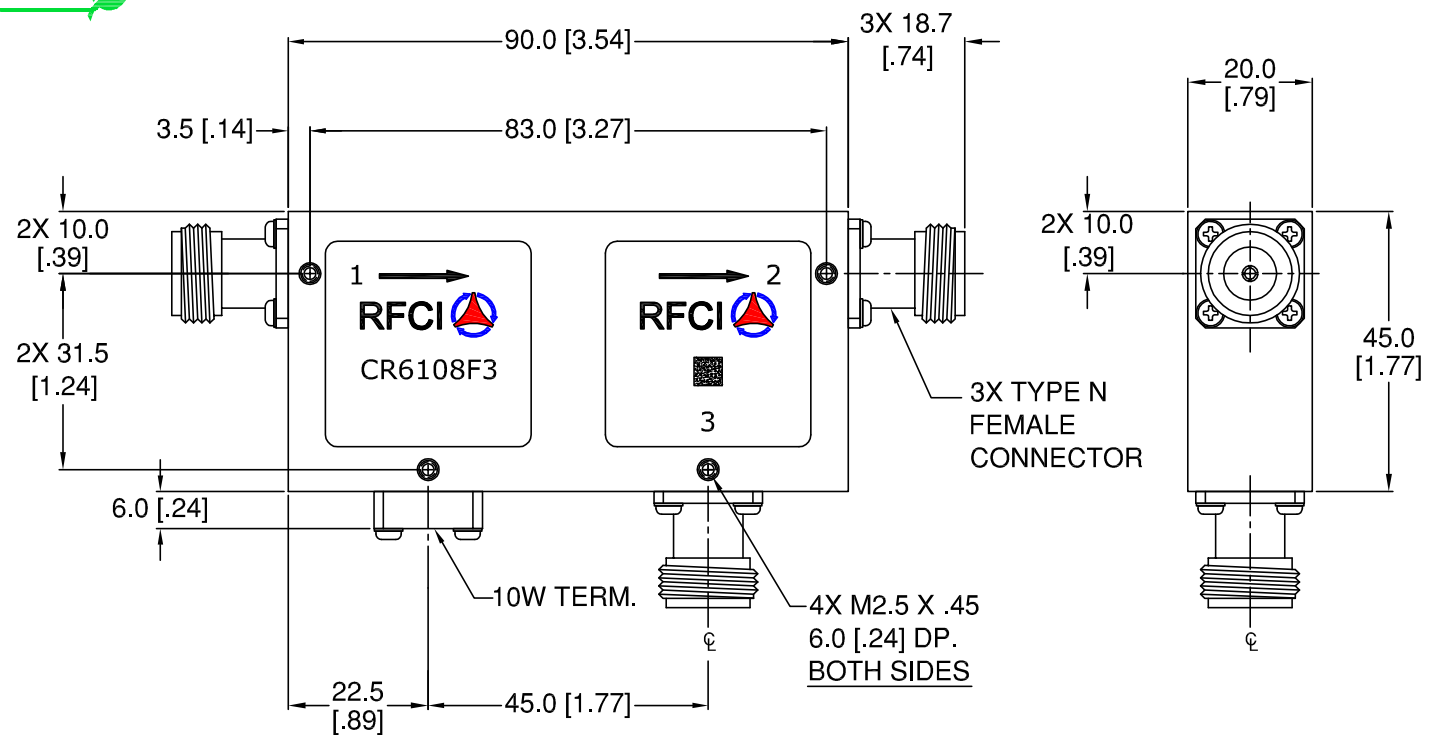 90.0 [3.54]
3X 18.7
[.74]
20.0
[.79]
3.5 [.14]
83.0 [3.27]
2X 10.0
[.39]
2X 10.0
[.39]
1
2
RFCI
RFCI
CR6108F3
2X 31.5
[1.24]
45.0
[1.77]
3
3X TYPE N
FEMALE
CONNECTOR
6.0 [.24]
10W TERM.
4X M2.5 X .45
6.0 [.24] DP.
BOTH SIDES
℄
℄
22.5
[.89]
45.0 [1.77]